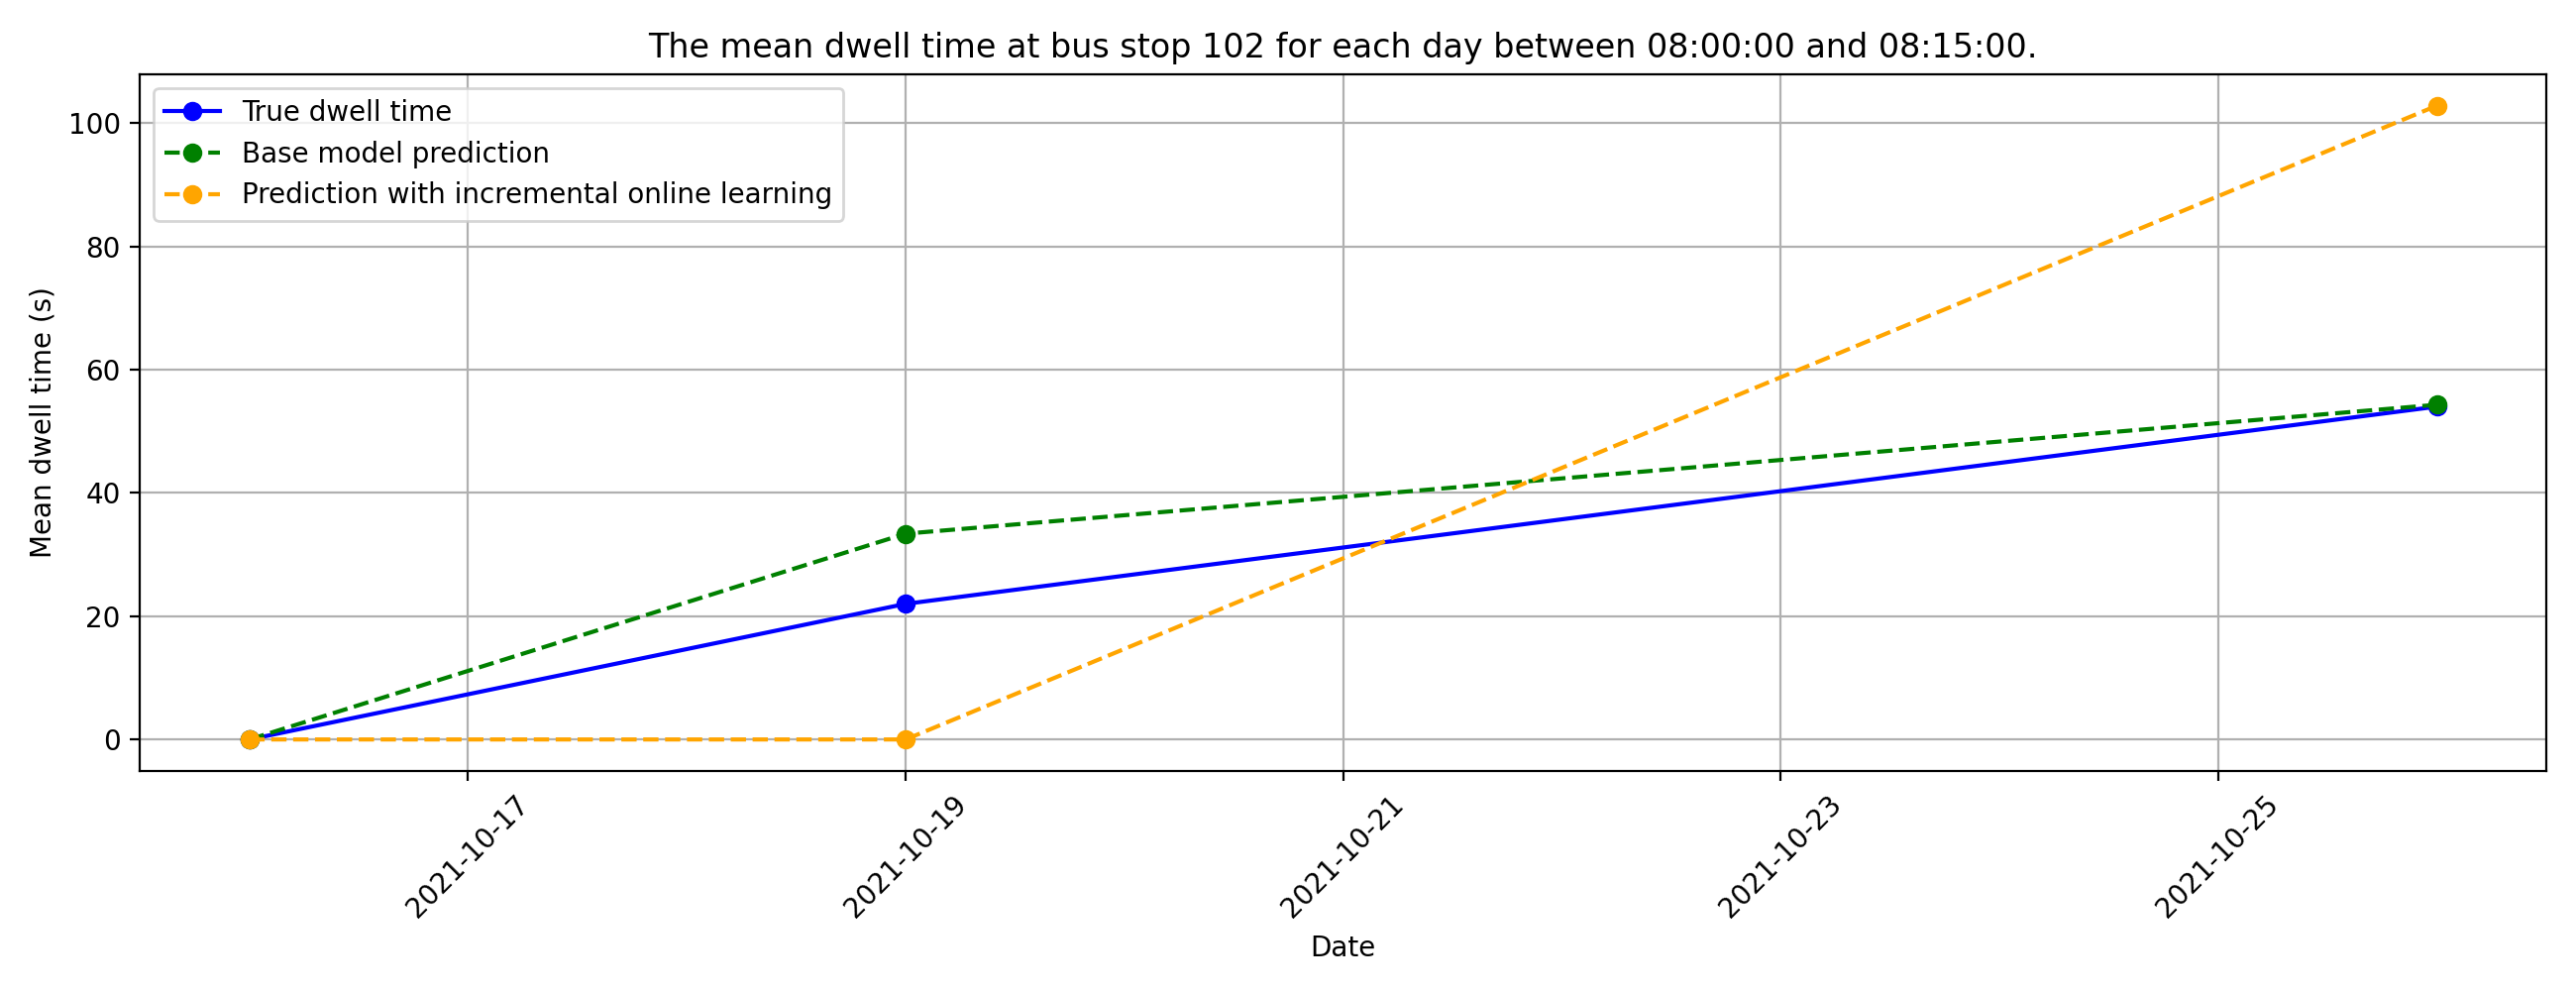 The mean dwell time at bus stop 102 for each day between 08:00:00 and 08:15:00.
True dwell time
Base model prediction
Prediction with incremental online learning
Mean dwell time (s)
100
80
60
40
20
0
2021-10-17
2021-10-19
2021-10-21
2021-10-23
2021-10-25
Date